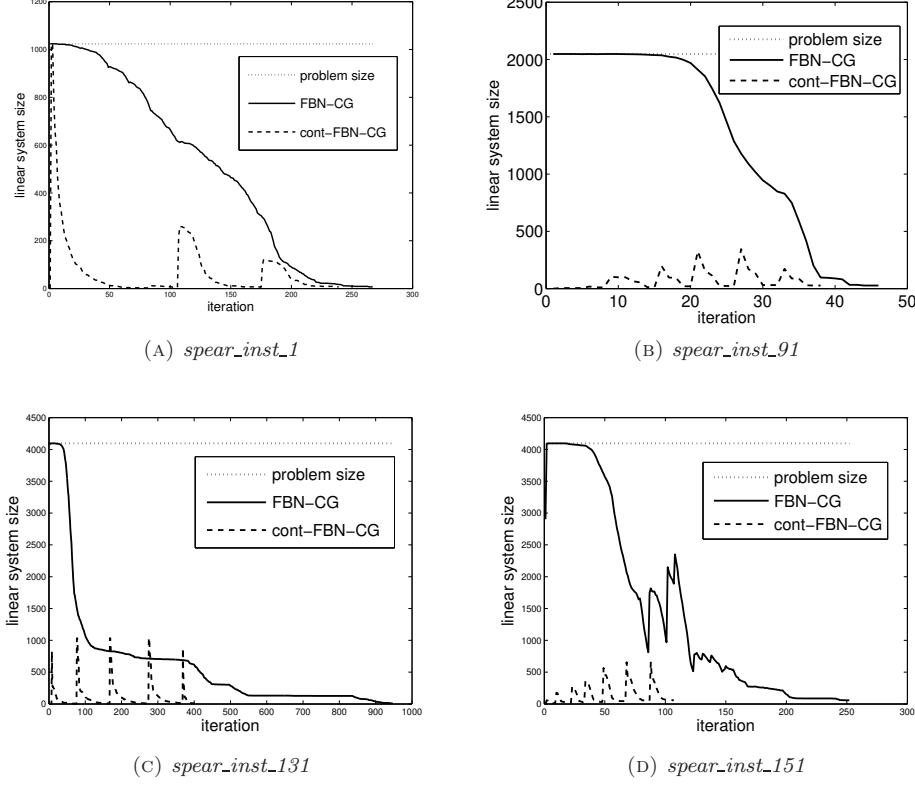 1200
1000
800
600
400
200
0
linear system size
problem size
FBN−CG
cont−FBN−CG
0 50 100 150 200 250 300
iteration
(A) spear_inst_1
2500
2000
1500
1000
500
0
linear system size
problem size
FBN−CG
cont−FBN−CG
0 10 20 30 40 50
iteration
(B) spear_inst_91
4500
4000
3500
3000
2500
2000
1500
1000
500
0
linear system size
problem size
FBN−CG
cont−FBN−CG
0 100 200 300 400 500 600 700 800 900 1000
iteration
(C) spear_inst_131
4500
4000
3500
3000
2500
2000
1500
1000
500
0
linear system size
problem size
FBN−CG
cont−FBN−CG
0 50 100 150 200 250 300
iteration
(D) spear_inst_151